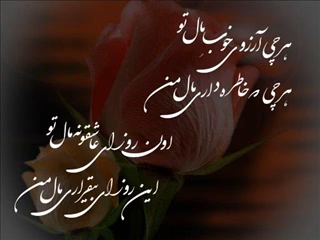 هرچی آرزوی خوبه مال تو
هرچی که خاطره داری مال من
اون روزای عاشقونه مال تو
این روزای بیقراری مال من